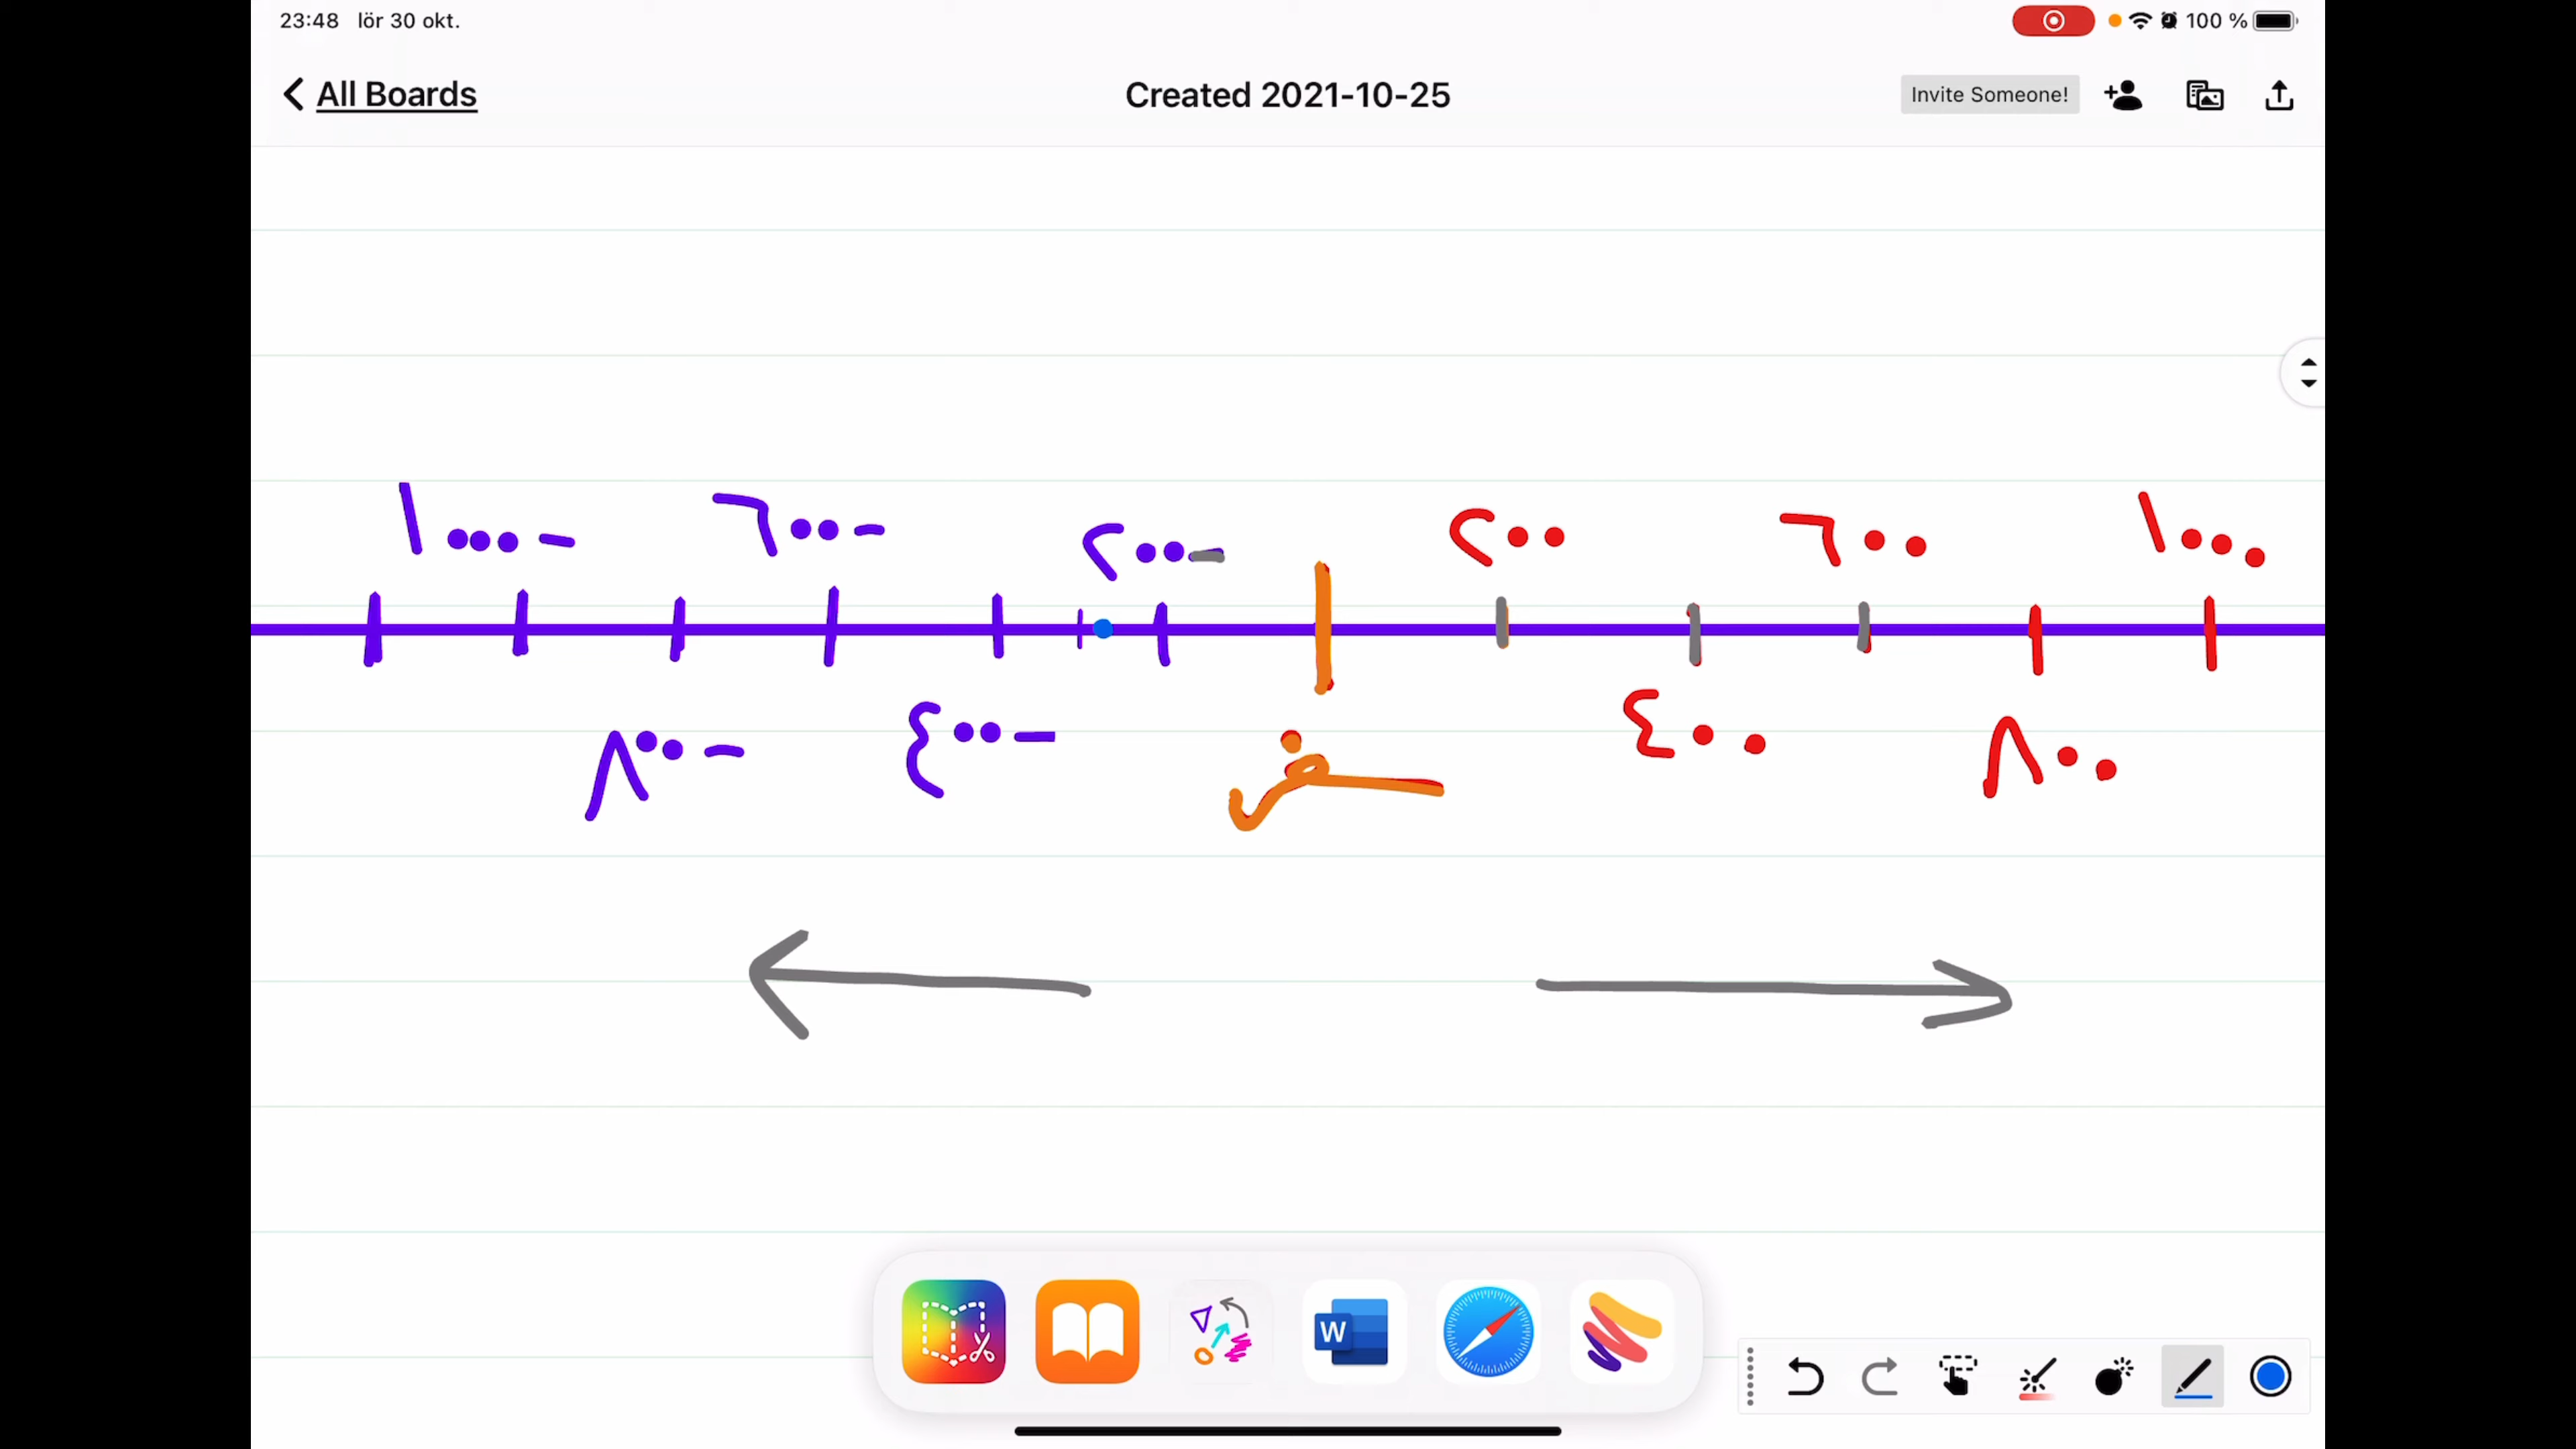 23:48 lör 30 okt. 100 %
All Boards Created 2021-10-25 Invite Someone!
١٠٠٠- ٦٠٠- ٢٠٠- ٢٠٠ ٦٠٠ ١٠٠٠
٨٠٠- ٤٠٠- صفر ٤٠٠ ٨٠٠
W